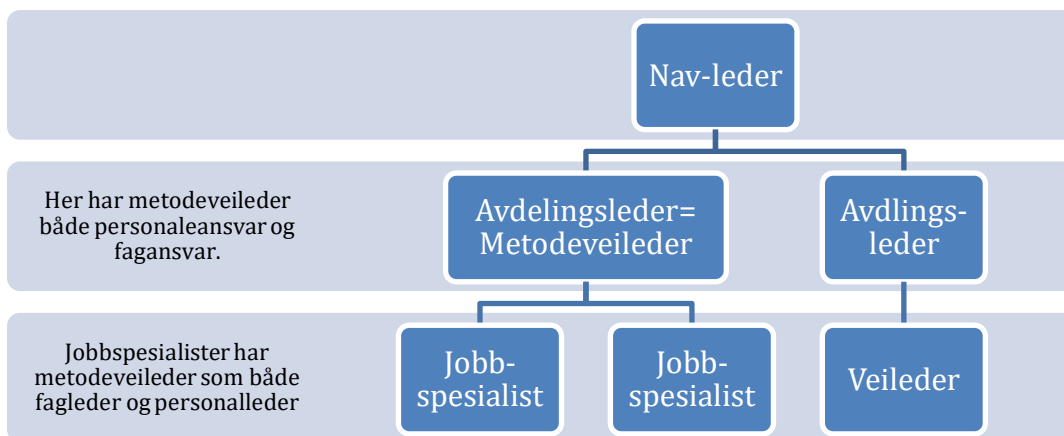 Nav-leder
Her har metodeveileder
både personaleansvar og
fagansvar.
Avdelingsleder=
Metodeveileder
Avdlings-
leder
Jobbspesialister har
metodeveileder som både
fagleder og personalleder
Jobb-
spesialist
Jobb-
spesialist
Veileder